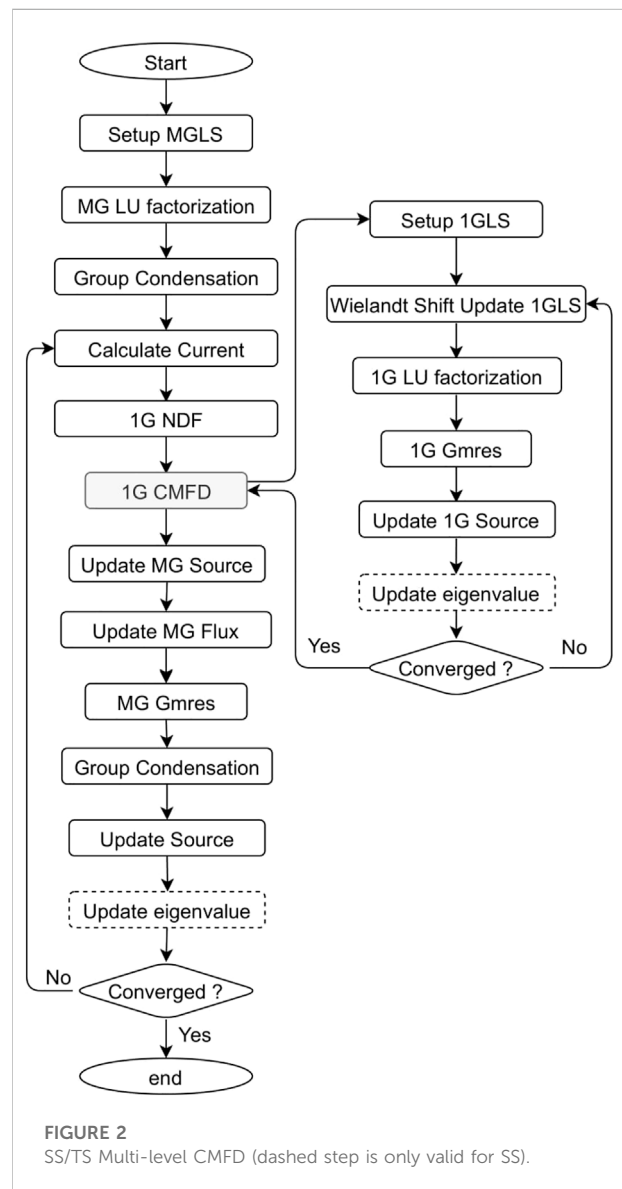 Start
Setup MGLS
MG LU factorization
Group Condensation
Calculate Current
1G NDF
1G CMFD
Update MG Source
Update MG Flux
MG Gmres
Group Condensation
Update Source
Update eigenvalue
No
Converged ?
Yes
end
Setup 1GLS
Wielandt Shift Update 1GLS
1G LU factorization
1G Gmres
Update 1G Source
Update eigenvalue
Yes
No
Converged ?
FIGURE 2
SS/TS Multi-level CMFD (dashed step is only valid for SS).